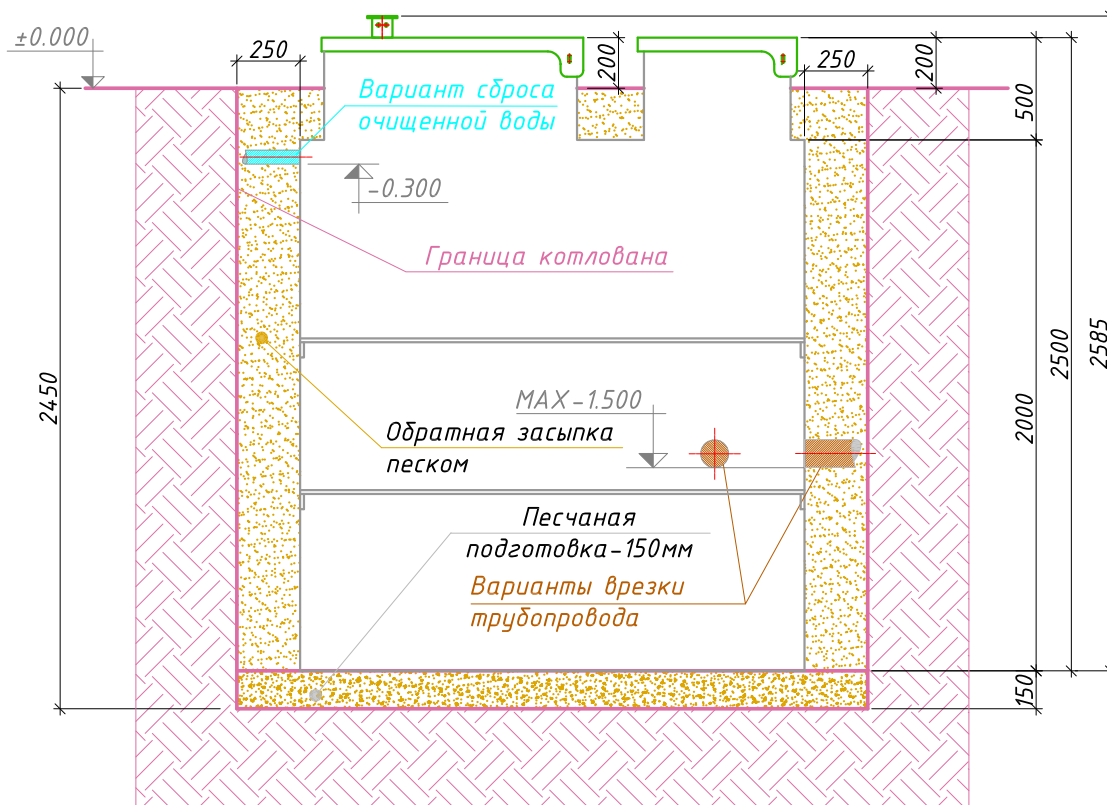 ±0.000
250
200
250
200
500
Вариант сброса
очищенной воды
-0.300
Граница котлована
2450
2500
2585
2000
MAX-1.500
Обратная засыпка
песком
Песчаная
подготовка-150мм
Варианты врезки
трубопровода
150